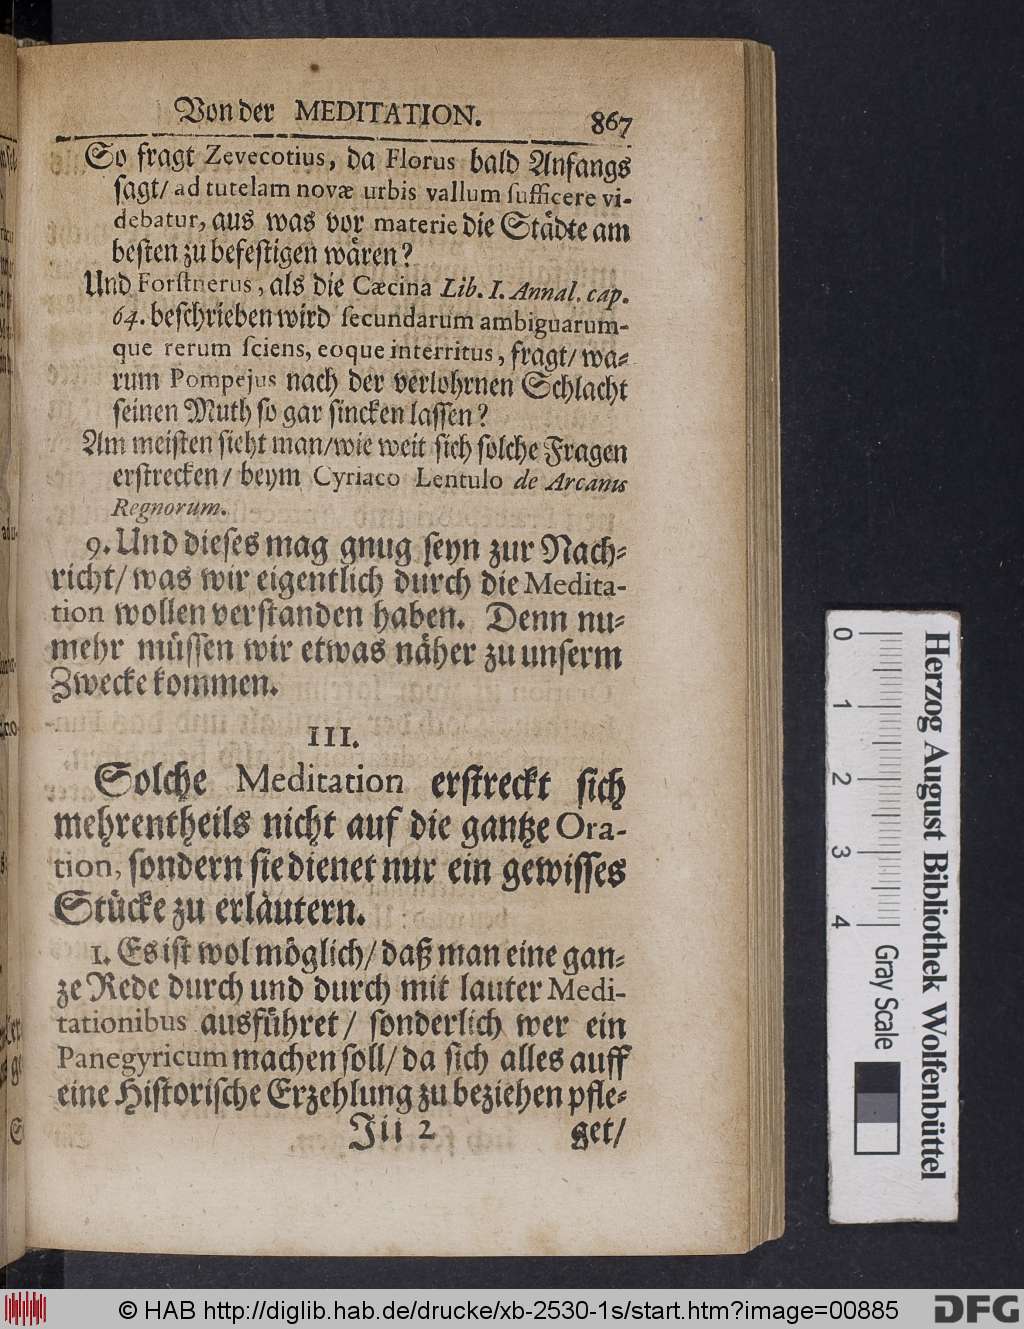 Von der MEDITATION. 867
So fragt Zevecotius, da Florus bald Anfangs
sagt/ ad tutelam novæ urbis vallum sufficere vi-
debatur, aus was vor materie die Städte am
besten zu befestigen wären?
Und Forstnerus, als die Cæcina Lib. I. Annal. cap.
64. beschrieben wird secundarum ambiguarum-
que rerum sciens, eoque interritus, fragt/ wa-
rum Pompejus nach der verlohrnen Schlacht
seinen Muth so gar sincken lassen?
Am meisten sieht man/ wie weit sich solche Fragen
erstrecken/ beym Cyriaco Lentulo de Arcanis
Regnorum.
9. Und dieses mag gnug seyn zur Nach-
richt/ was wir eigentlich durch die Medita-
tion wollen verstanden haben. Denn nu-
mehr müssen wir etwas näher zu unserm
Zwecke kommen.
III.
Solche Meditation erstreckt sich
mehrentheils nicht auf die gantze Ora-
tion, sondern sie dienet nur ein gewisses
Stücke zu erläutern.
1. Es ist wol möglich/ daß man eine gan-
ze Rede durch und durch mit lauter Medi-
tationibus ausführet/ sonderlich wer ein
Panegyricum machen soll/ da sich alles auff
eine Historische Erzehlung zu beziehen pfle-
Jii 2 get/
0 1 2 3 4
Herzog August Bibliothek Wolfenbüttel
Gray Scale
© HAB http://diglib.hab.de/drucke/xb-2530-1s/start.htm?image=00885
DFG